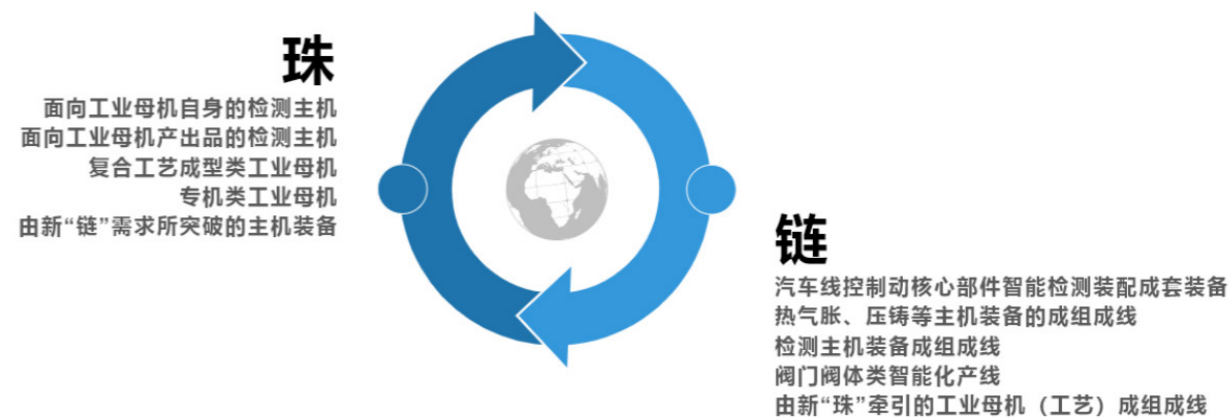 珠
面向工业母机自身的检测主机
面向工业母机产出品的检测主机
复合工艺成型类工业母机
专机类工业母机
由新“链”需求所突破的主机装备
链
汽车线控制动核心部件智能检测装配成套装备
热气胀、压铸等主机装备的成组成线
检测主机装备成组成线
阀门阀体类智能化产线
由新“珠”牵引的工业母机（工艺）成组成线